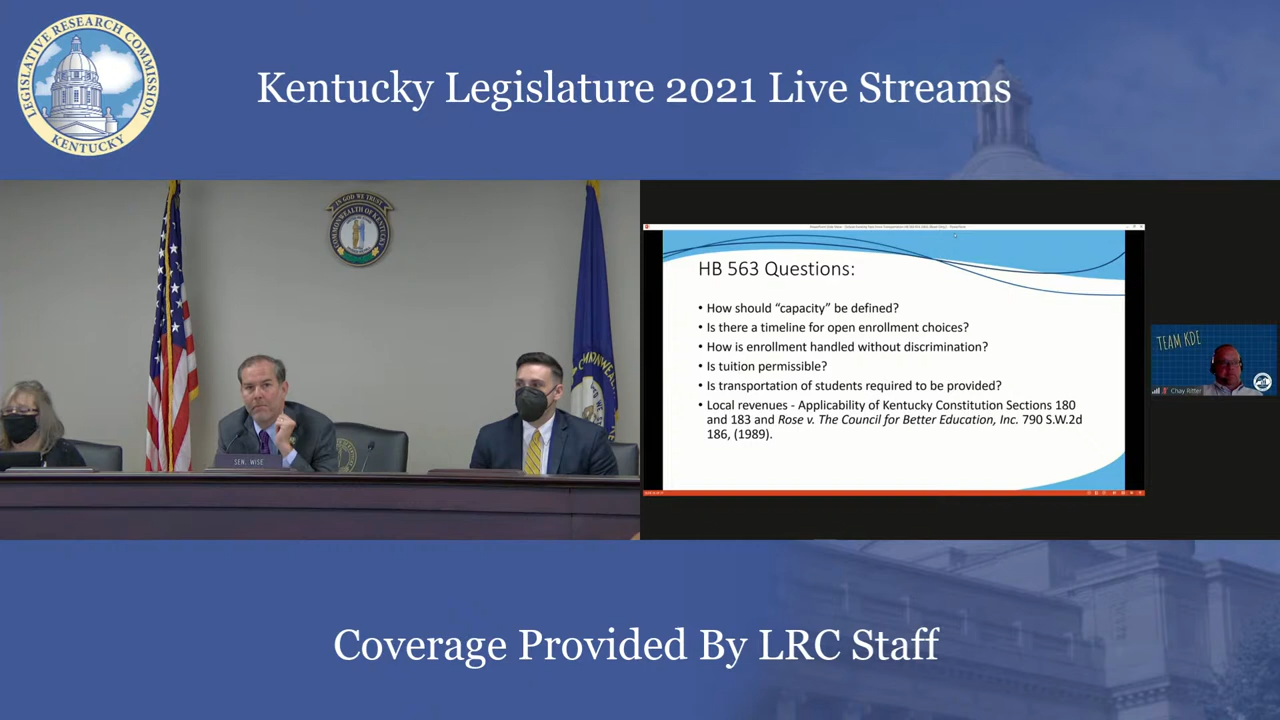 LEGISLATIVE RESEARCH COMMISSION
KENTUCKY
Kentucky Legislature 2021 Live Streams
IN GOD WE TRUST
COMMONWEALTH OF KENTUCKY
SEN. WISE
HB 563 Questions:
• How should “capacity” be defined?
• Is there a timeline for open enrollment choices?
• How is enrollment handled without discrimination?
• Is tuition permissible?
• Is transportation of students required to be provided?
• Local revenues - Applicability of Kentucky Constitution Sections 180
and 183 and Rose v. The Council for Better Education, Inc. 790 S.W.2d
186, (1989).
TEAM KDE
Chay Ritter
Coverage Provided By LRC Staff